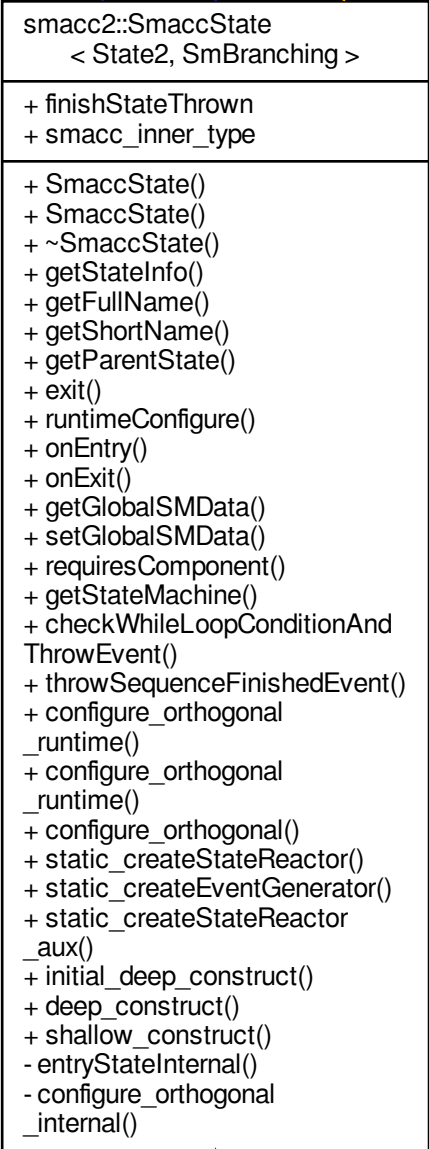 smacc2::SmaccState
< State2, SmBranching >
+ finishStateThrown
+ smacc_inner_type
+ SmaccState()
+ SmaccState()
+ ~SmaccState()
+ getStateInfo()
+ getFullName()
+ getShortName()
+ getParentState()
+ exit()
+ runtimeConfigure()
+ onEntry()
+ onExit()
+ getGlobalSMData()
+ setGlobalSMData()
+ requiresComponent()
+ getStateMachine()
+ checkWhileLoopConditionAnd
ThrowEvent()
+ throwSequenceFinishedEvent()
+ configure_orthogonal
_runtime()
+ configure_orthogonal
_runtime()
+ configure_orthogonal()
+ static_createStateReactor()
+ static_createEventGenerator()
+ static_createStateReactor
_aux()
+ initial_deep_construct()
+ deep_construct()
+ shallow_construct()
- entryStateInternal()
- configure_orthogonal
_internal()